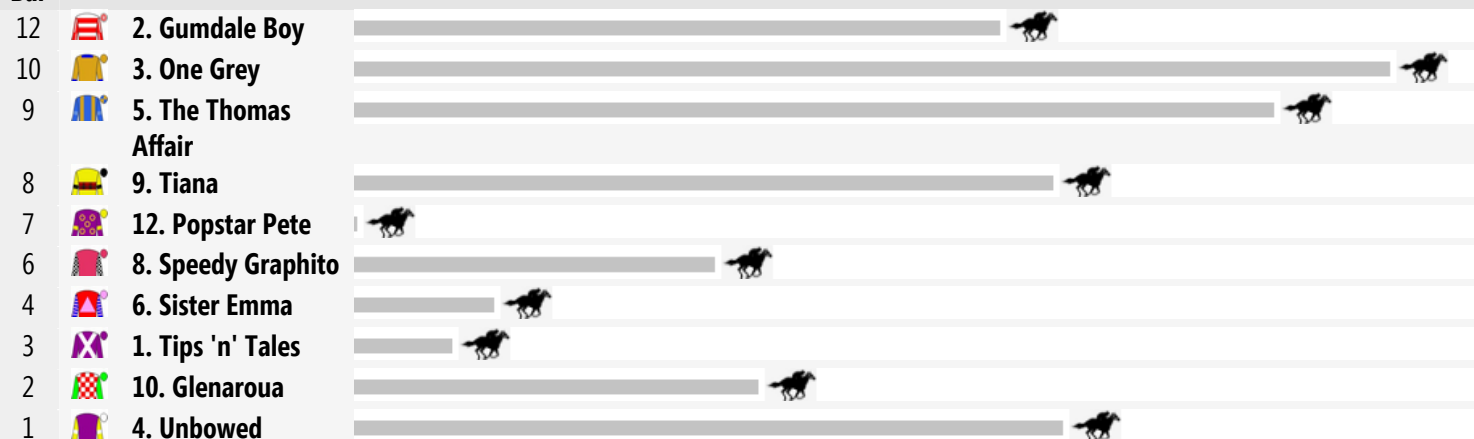 12 2. Gumdale Boy
10 3. One Grey
9 5. The Thomas
Affair
8 9. Tiana
7 12. Popstar Pete
6 8. Speedy Graphito
4 6. Sister Emma
3 1. Tips 'n' Tales
2 10. Glenaroua
1 4. Unbowed